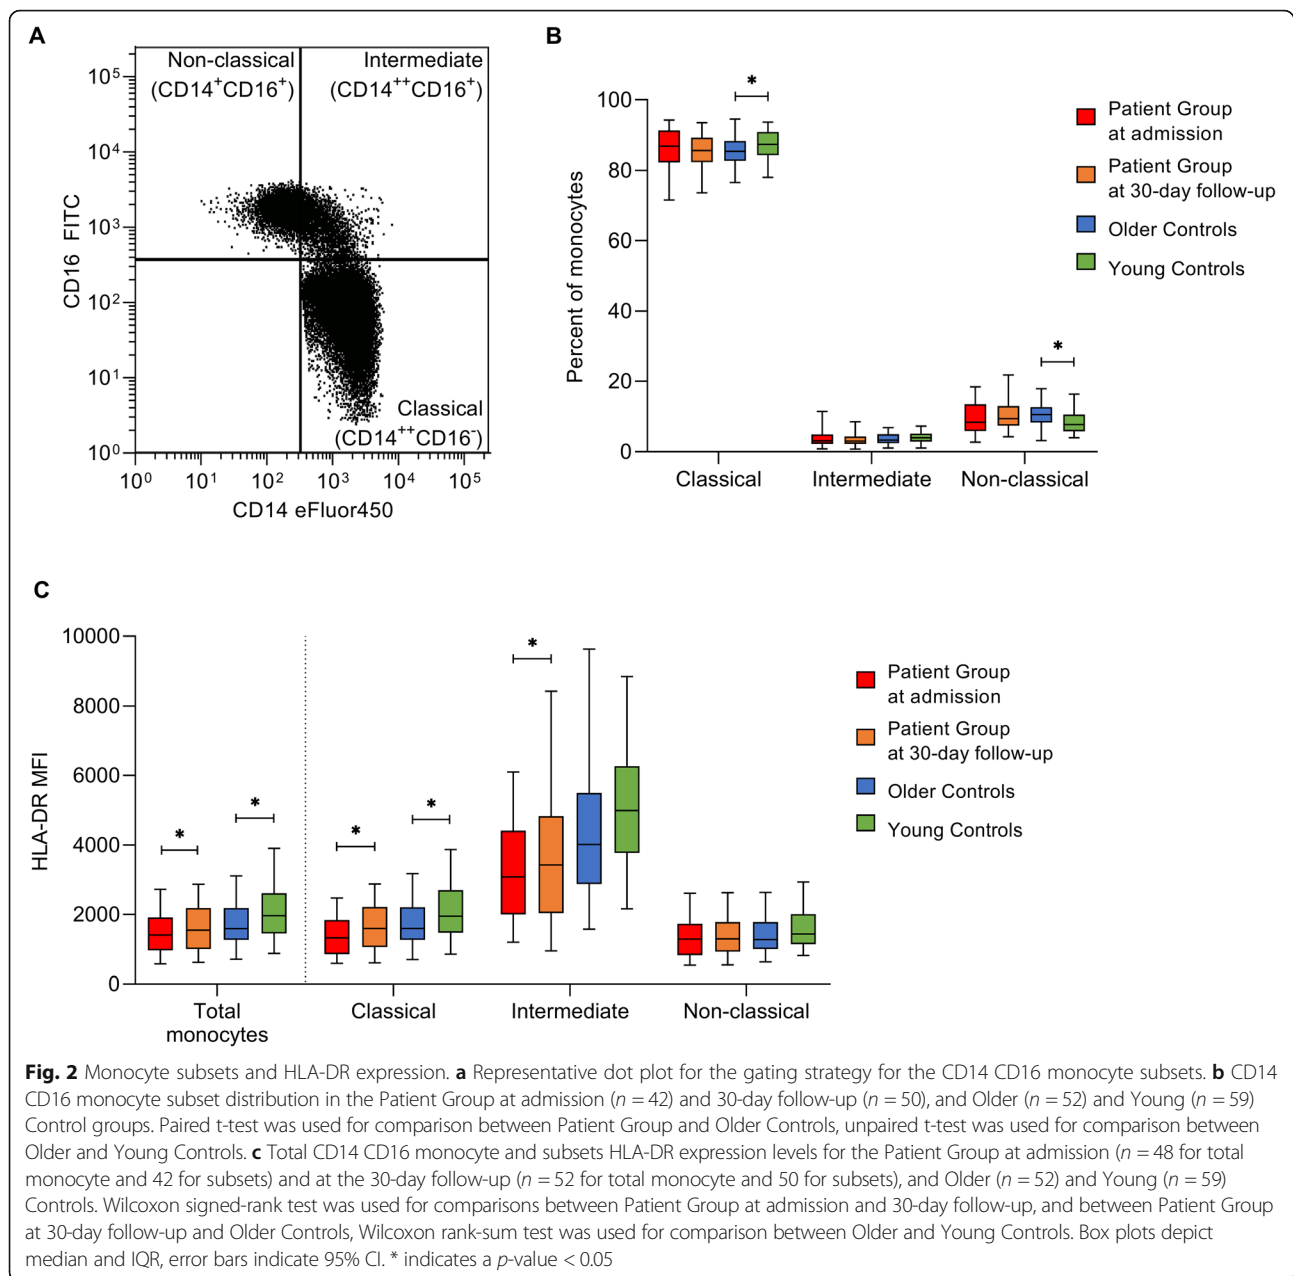 A
Non-classical
(CD14⁺CD16⁺)
Intermediate
(CD14⁺⁺CD16⁺)
Classical
(CD14⁺⁺CD16⁻)
CD16 FITC
10⁵
10⁴
10³
10²
10¹
10⁰
10⁰ 10¹ 10² 10³ 10⁴ 10⁵
CD14 eFluor450
B
Percent of monocytes
100
80
60
40
20
0
*
*
Classical Intermediate Non-classical
Patient Group
at admission
Patient Group
at 30-day follow-up
Older Controls
Young Controls
C
HLA-DR MFI
10000
8000
6000
4000
2000
0
*
*
*
*
*
Total
monocytes
Classical
Intermediate
Non-classical
Patient Group
at admission
Patient Group
at 30-day follow-up
Older Controls
Young Controls
Fig. 2 Monocyte subsets and HLA-DR expression. a Representative dot plot for the gating strategy for the CD14 CD16 monocyte subsets. b CD14
CD16 monocyte subset distribution in the Patient Group at admission (n = 42) and 30-day follow-up (n = 50), and Older (n = 52) and Young (n = 59)
Control groups. Paired t-test was used for comparison between Patient Group and Older Controls, unpaired t-test was used for comparison between
Older and Young Controls. c Total CD14 CD16 monocyte and subsets HLA-DR expression levels for the Patient Group at admission (n = 48 for total
monocyte and 42 for subsets) and at the 30-day follow-up (n = 52 for total monocyte and 50 for subsets), and Older (n = 52) and Young (n = 59)
Controls. Wilcoxon signed-rank test was used for comparisons between Patient Group at admission and 30-day follow-up, and between Patient Group
at 30-day follow-up and Older Controls, Wilcoxon rank-sum test was used for comparison between Older and Young Controls. Box plots depict
median and IQR, error bars indicate 95% CI. * indicates a p-value < 0.05